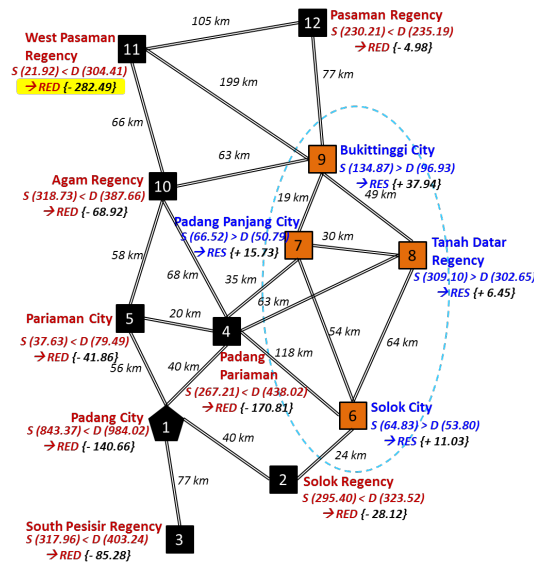 105 km
12
Pasaman Regency
S (230.21) < D (235.19)
→ RED {- 4.98}
West Pasaman
Regency
11
S (21.92) < D (304.41)
→ RED {- 282.49}
199 km
77 km
66 km
63 km
9
Bukittinggi City
S (134.87) > D (96.93)
→ RES {+ 37.94}
Agam Regency
10
S (318.73) < D (387.66)
→ RED {- 68.92}
19 km
49 km
Padang Panjang City
S (66.52) > D (50.79)
→ RES {+ 15.73}
7
30 km
8
Tanah Datar
Regency
S (309.10) > D (302.65)
→ RES {+ 6.45}
58 km
68 km
35 km
63 km
Pariaman City
5
S (37.63) < D (79.49)
→ RED {- 41.86}
20 km
4
54 km
64 km
118 km
56 km
40 km
Padang
Pariaman
S (267.21) < D (438.02)
→ RED {- 170.81}
6
Solok City
S (64.83) > D (53.80)
→ RES {+ 11.03}
Padang City
1
S (843.37) < D (984.02)
→ RED {- 140.66}
40 km
24 km
77 km
2
Solok Regency
S (295.40) < D (323.52)
→ RED {- 28.12}
South Pesisir Regency
3
S (317.96) < D (403.24)
→ RED {- 85.28}